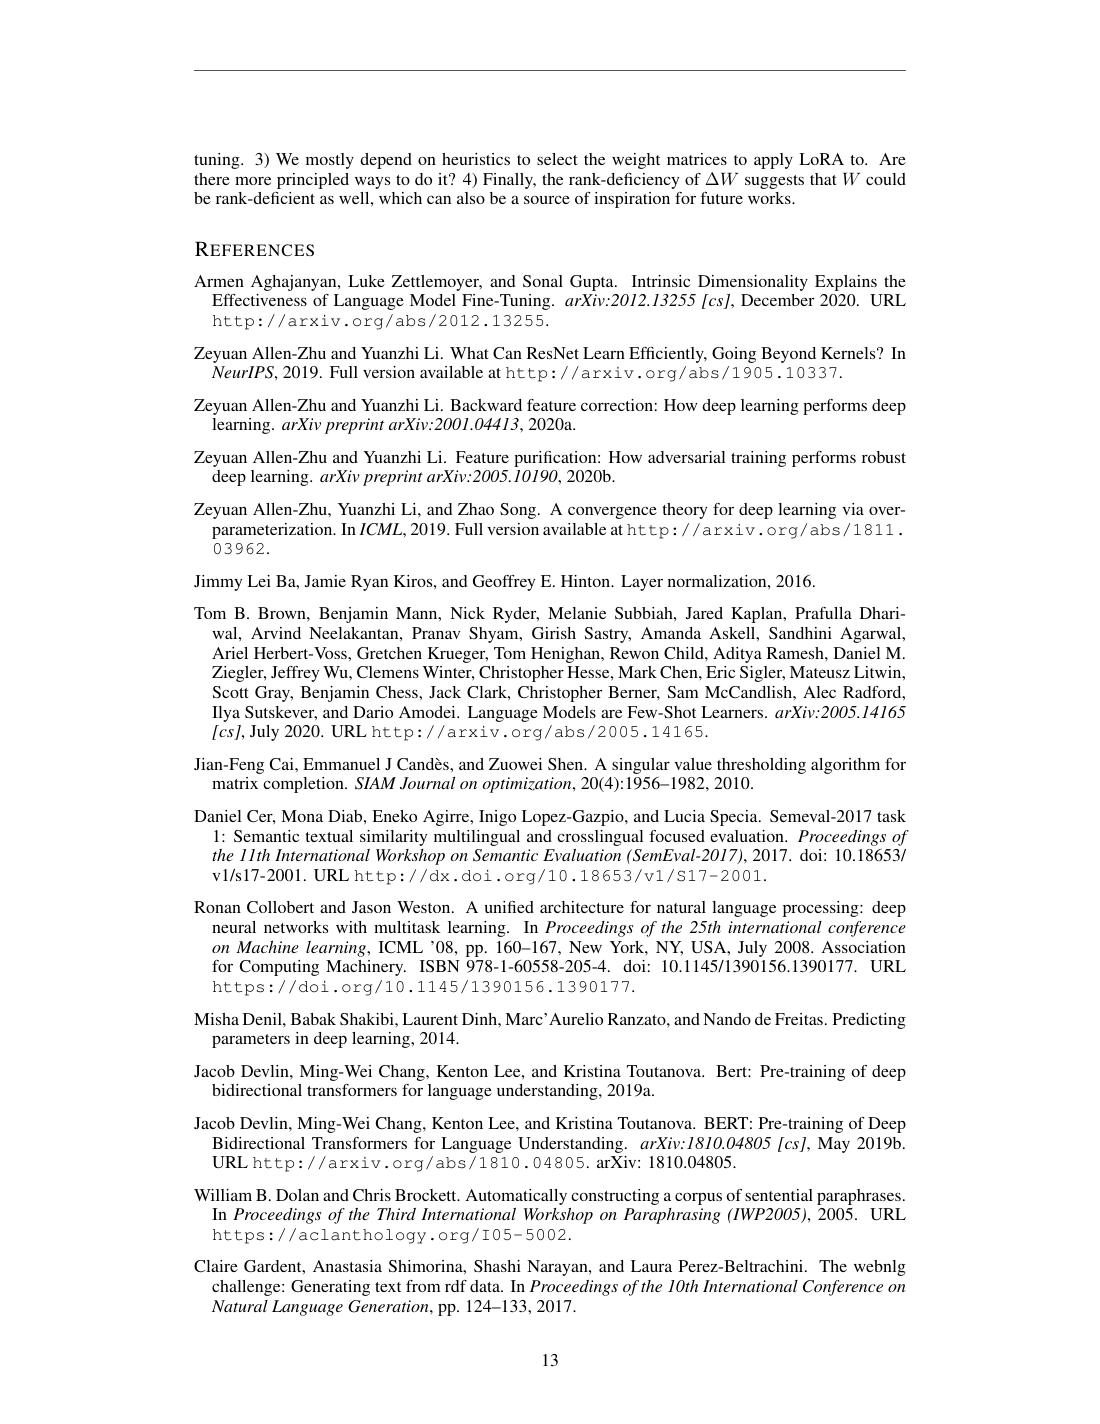 tuning. 3) We mostly depend on heuristics to select the weight matrices to apply LoRA to. Are
there more principled ways to do it? 4) Finally, the rank-deficiency of ΔW suggests that W could
be rank-deficient as well, which can also be a source of inspiration for future works.
REFERENCES
Armen Aghajanyan, Luke Zettlemoyer, and Sonal Gupta. Intrinsic Dimensionality Explains the
Effectiveness of Language Model Fine-Tuning. arXiv:2012.13255 [cs], December 2020. URL
http://arxiv.org/abs/2012.13255.
Zeyuan Allen-Zhu and Yuanzhi Li. What Can ResNet Learn Efficiently, Going Beyond Kernels? In
NeurIPS, 2019. Full version available at http://arxiv.org/abs/1905.10337.
Zeyuan Allen-Zhu and Yuanzhi Li. Backward feature correction: How deep learning performs deep
learning. arXiv preprint arXiv:2001.04413, 2020a.
Zeyuan Allen-Zhu and Yuanzhi Li. Feature purification: How adversarial training performs robust
deep learning. arXiv preprint arXiv:2005.10190, 2020b.
Zeyuan Allen-Zhu, Yuanzhi Li, and Zhao Song. A convergence theory for deep learning via over-
parameterization. In ICML, 2019. Full version available at http://arxiv.org/abs/1811.
03962.
Jimmy Lei Ba, Jamie Ryan Kiros, and Geoffrey E. Hinton. Layer normalization, 2016.
Tom B. Brown, Benjamin Mann, Nick Ryder, Melanie Subbiah, Jared Kaplan, Prafulla Dhari-
wal, Arvind Neelakantan, Pranav Shyam, Girish Sastry, Amanda Askell, Sandhini Agarwal,
Ariel Herbert-Voss, Gretchen Krueger, Tom Henighan, Rewon Child, Aditya Ramesh, Daniel M.
Ziegler, Jeffrey Wu, Clemens Winter, Christopher Hesse, Mark Chen, Eric Sigler, Mateusz Litwin,
Scott Gray, Benjamin Chess, Jack Clark, Christopher Berner, Sam McCandlish, Alec Radford,
Ilya Sutskever, and Dario Amodei. Language Models are Few-Shot Learners. arXiv:2005.14165
[cs], July 2020. URL http://arxiv.org/abs/2005.14165.
Jian-Feng Cai, Emmanuel J Candès, and Zuowei Shen. A singular value thresholding algorithm for
matrix completion. SIAM Journal on optimization, 20(4):1956–1982, 2010.
Daniel Cer, Mona Diab, Eneko Agirre, Inigo Lopez-Gazpio, and Lucia Specia. Semeval-2017 task
1: Semantic textual similarity multilingual and crosslingual focused evaluation. Proceedings of
the 11th International Workshop on Semantic Evaluation (SemEval-2017), 2017. doi: 10.18653/
v1/s17-2001. URL http://dx.doi.org/10.18653/v1/S17-2001.
Ronan Collobert and Jason Weston. A unified architecture for natural language processing: deep
neural networks with multitask learning. In Proceedings of the 25th international conference
on Machine learning, ICML '08, pp. 160–167, New York, NY, USA, July 2008. Association
for Computing Machinery. ISBN 978-1-60558-205-4. doi: 10.1145/1390156.1390177. URL
https://doi.org/10.1145/1390156.1390177.
Misha Denil, Babak Shakibi, Laurent Dinh, Marc'Aurelio Ranzato, and Nando de Freitas. Predicting
parameters in deep learning, 2014.
Jacob Devlin, Ming-Wei Chang, Kenton Lee, and Kristina Toutanova. Bert: Pre-training of deep
bidirectional transformers for language understanding, 2019a.
Jacob Devlin, Ming-Wei Chang, Kenton Lee, and Kristina Toutanova. BERT: Pre-training of Deep
Bidirectional Transformers for Language Understanding. arXiv:1810.04805 [cs], May 2019b.
URL http://arxiv.org/abs/1810.04805. arXiv: 1810.04805.
William B. Dolan and Chris Brockett. Automatically constructing a corpus of sentential paraphrases.
In Proceedings of the Third International Workshop on Paraphrasing (IWP2005), 2005. URL
https://aclanthology.org/I05-5002.
Claire Gardent, Anastasia Shimorina, Shashi Narayan, and Laura Perez-Beltrachini. The webnlg
challenge: Generating text from rdf data. In Proceedings of the 10th International Conference on
Natural Language Generation, pp. 124–133, 2017.
13